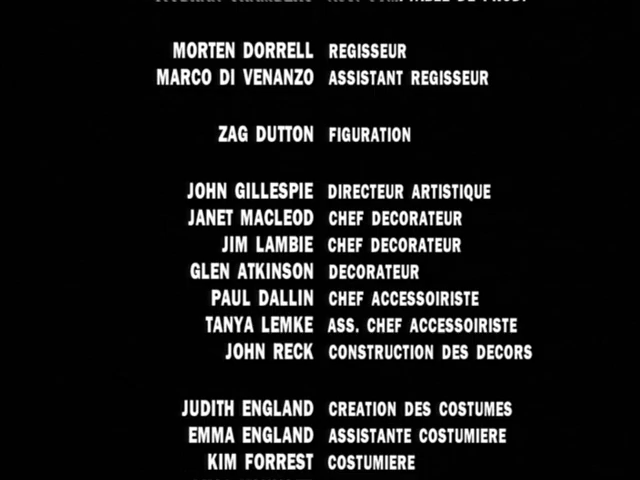 MORTEN DORRELL REGISSEUR
MARCO DI VENANZO ASSISTANT REGISSEUR
ZAG DUTTON FIGURATION
JOHN GILLESPIE DIRECTEUR ARTISTIQUE
JANET MACLEOD CHEF DECORATEUR
JIM LAMBIE CHEF DECORATEUR
GLEN ATKINSON DECORATEUR
PAUL DALLIN CHEF ACCESSOIRISTE
TANYA LEMKE ASS. CHEF ACCESSOIRISTE
JOHN RECK CONSTRUCTION DES DECORS
JUDITH ENGLAND CREATION DES COSTUMES
EMMA ENGLAND ASSISTANTE COSTUMIERE
KIM FORREST COSTUMIERE